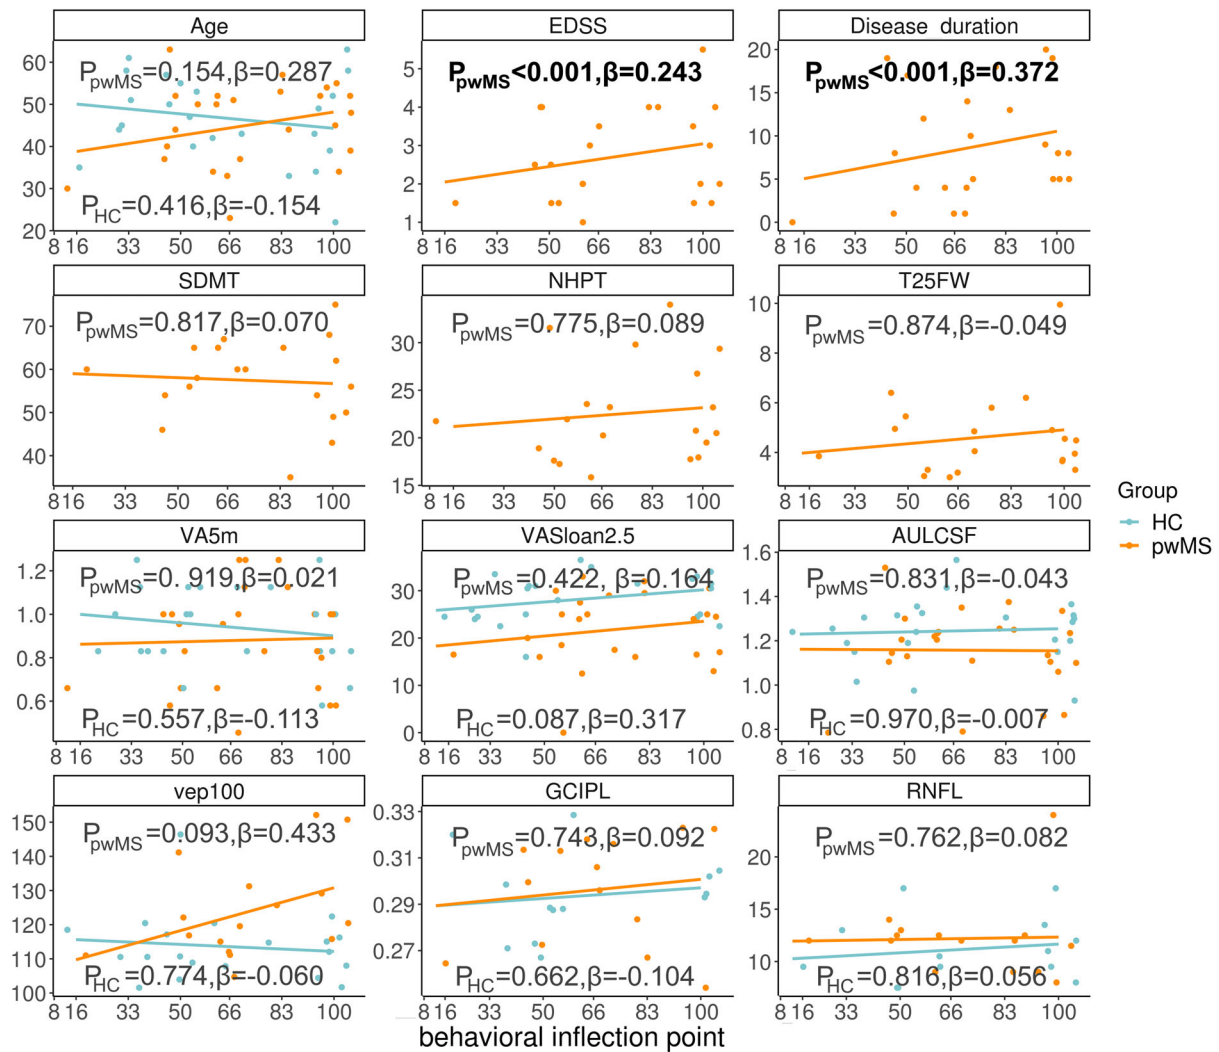 Age
P_pwMS=0.154,β=0.287
P_HC=0.416,β=-0.154
60
50
40
30
20
8 16 33 50 66 83 100
EDSS
P_pwMS<0.001,β=0.243
5
4
3
2
1
8 16 33 50 66 83 100
Disease duration
P_pwMS<0.001,β=0.372
20
15
10
5
0
8 16 33 50 66 83 100
SDMT
P_pwMS=0.817,β=0.070
70
60
50
40
8 16 33 50 66 83 100
NHPT
P_pwMS=0.775,β=0.089
30
25
20
15
8 16 33 50 66 83 100
T25FW
P_pwMS=0.874,β=-0.049
10
8
6
4
8 16 33 50 66 83 100
Group
HC
pwMS
VA5m
P_pwMS=0.919,β=0.021
P_HC=0.557,β=-0.113
1.2
1.0
0.8
0.6
8 16 33 50 66 83 100
VASloan2.5
P_pwMS=0.422, β=0.164
P_HC=0.087,β=0.317
30
20
10
0
8 16 33 50 66 83 100
AULCSF
P_pwMS=0.831,β=-0.043
P_HC=0.970,β=-0.007
1.6
1.4
1.2
1.0
0.8
8 16 33 50 66 83 100
vep100
P_pwMS=0.093,β=0.433
P_HC=0.774,β=-0.060
150
140
130
120
110
100
8 16 33 50 66 83 100
GCIPL
P_pwMS=0.743,β=0.092
P_HC=0.662,β=-0.104
0.33
0.31
0.29
0.27
8 16 33 50 66 83 100
RNFL
P_pwMS=0.762,β=0.082
P_HC=0.816,β=0.056
20
15
10
8 16 33 50 66 83 100
behavioral inflection point